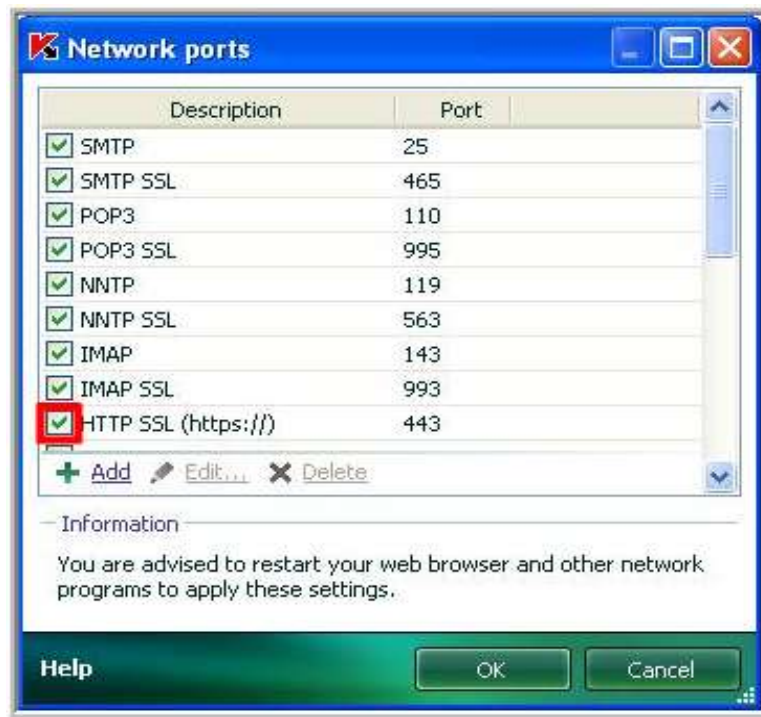 Network ports
Description Port
SMTP 25
SMTP SSL 465
POP3 110
POP3 SSL 995
NNTP 119
NNTP SSL 563
IMAP 143
IMAP SSL 993
HTTP SSL (https://) 443
Add Edit... Delete
Information
You are advised to restart your web browser and other network
programs to apply these settings.
Help OK Cancel